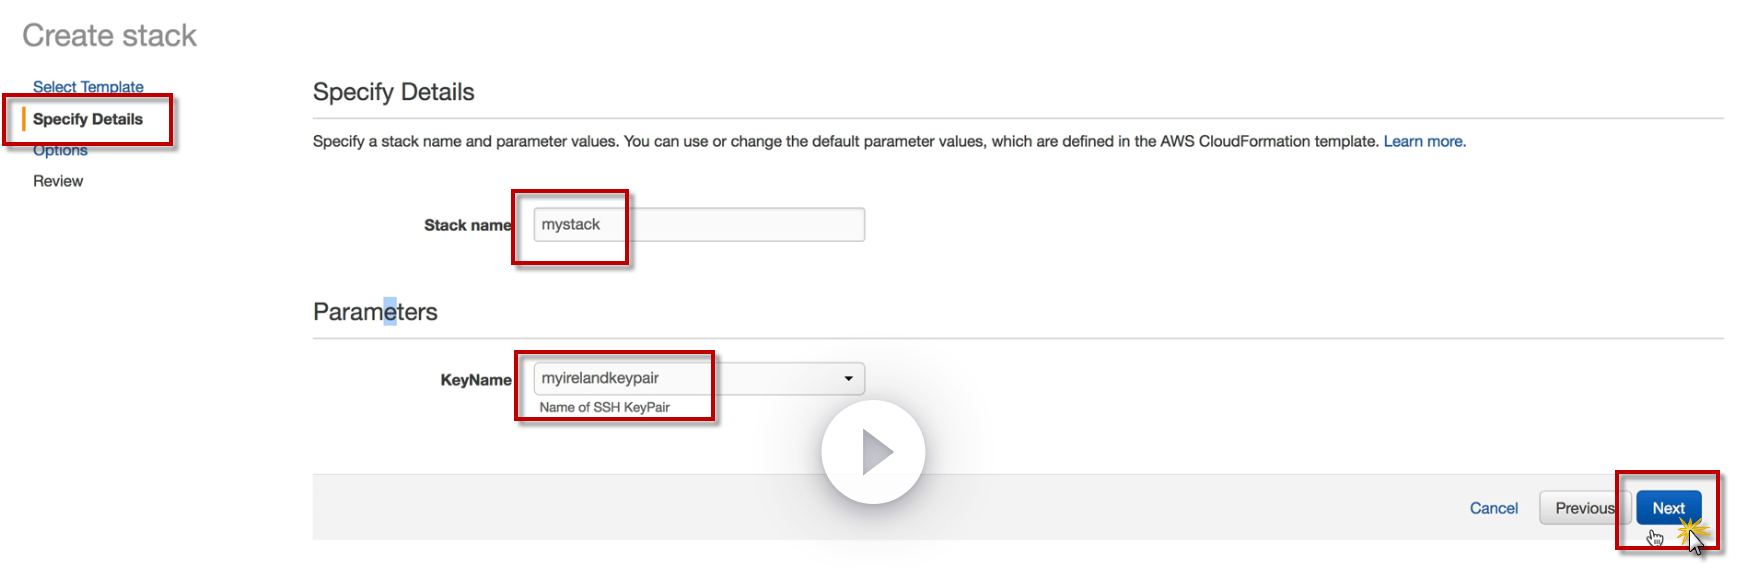 Create stack
Select Template
Specify Details
Options
Review
Specify Details
Specify a stack name and parameter values. You can use or change the default parameter values, which are defined in the AWS CloudFormation template. Learn more.
Stack name mystack
Parameters
KeyName myirelandkeypair
Name of SSH KeyPair
Cancel Previous Next